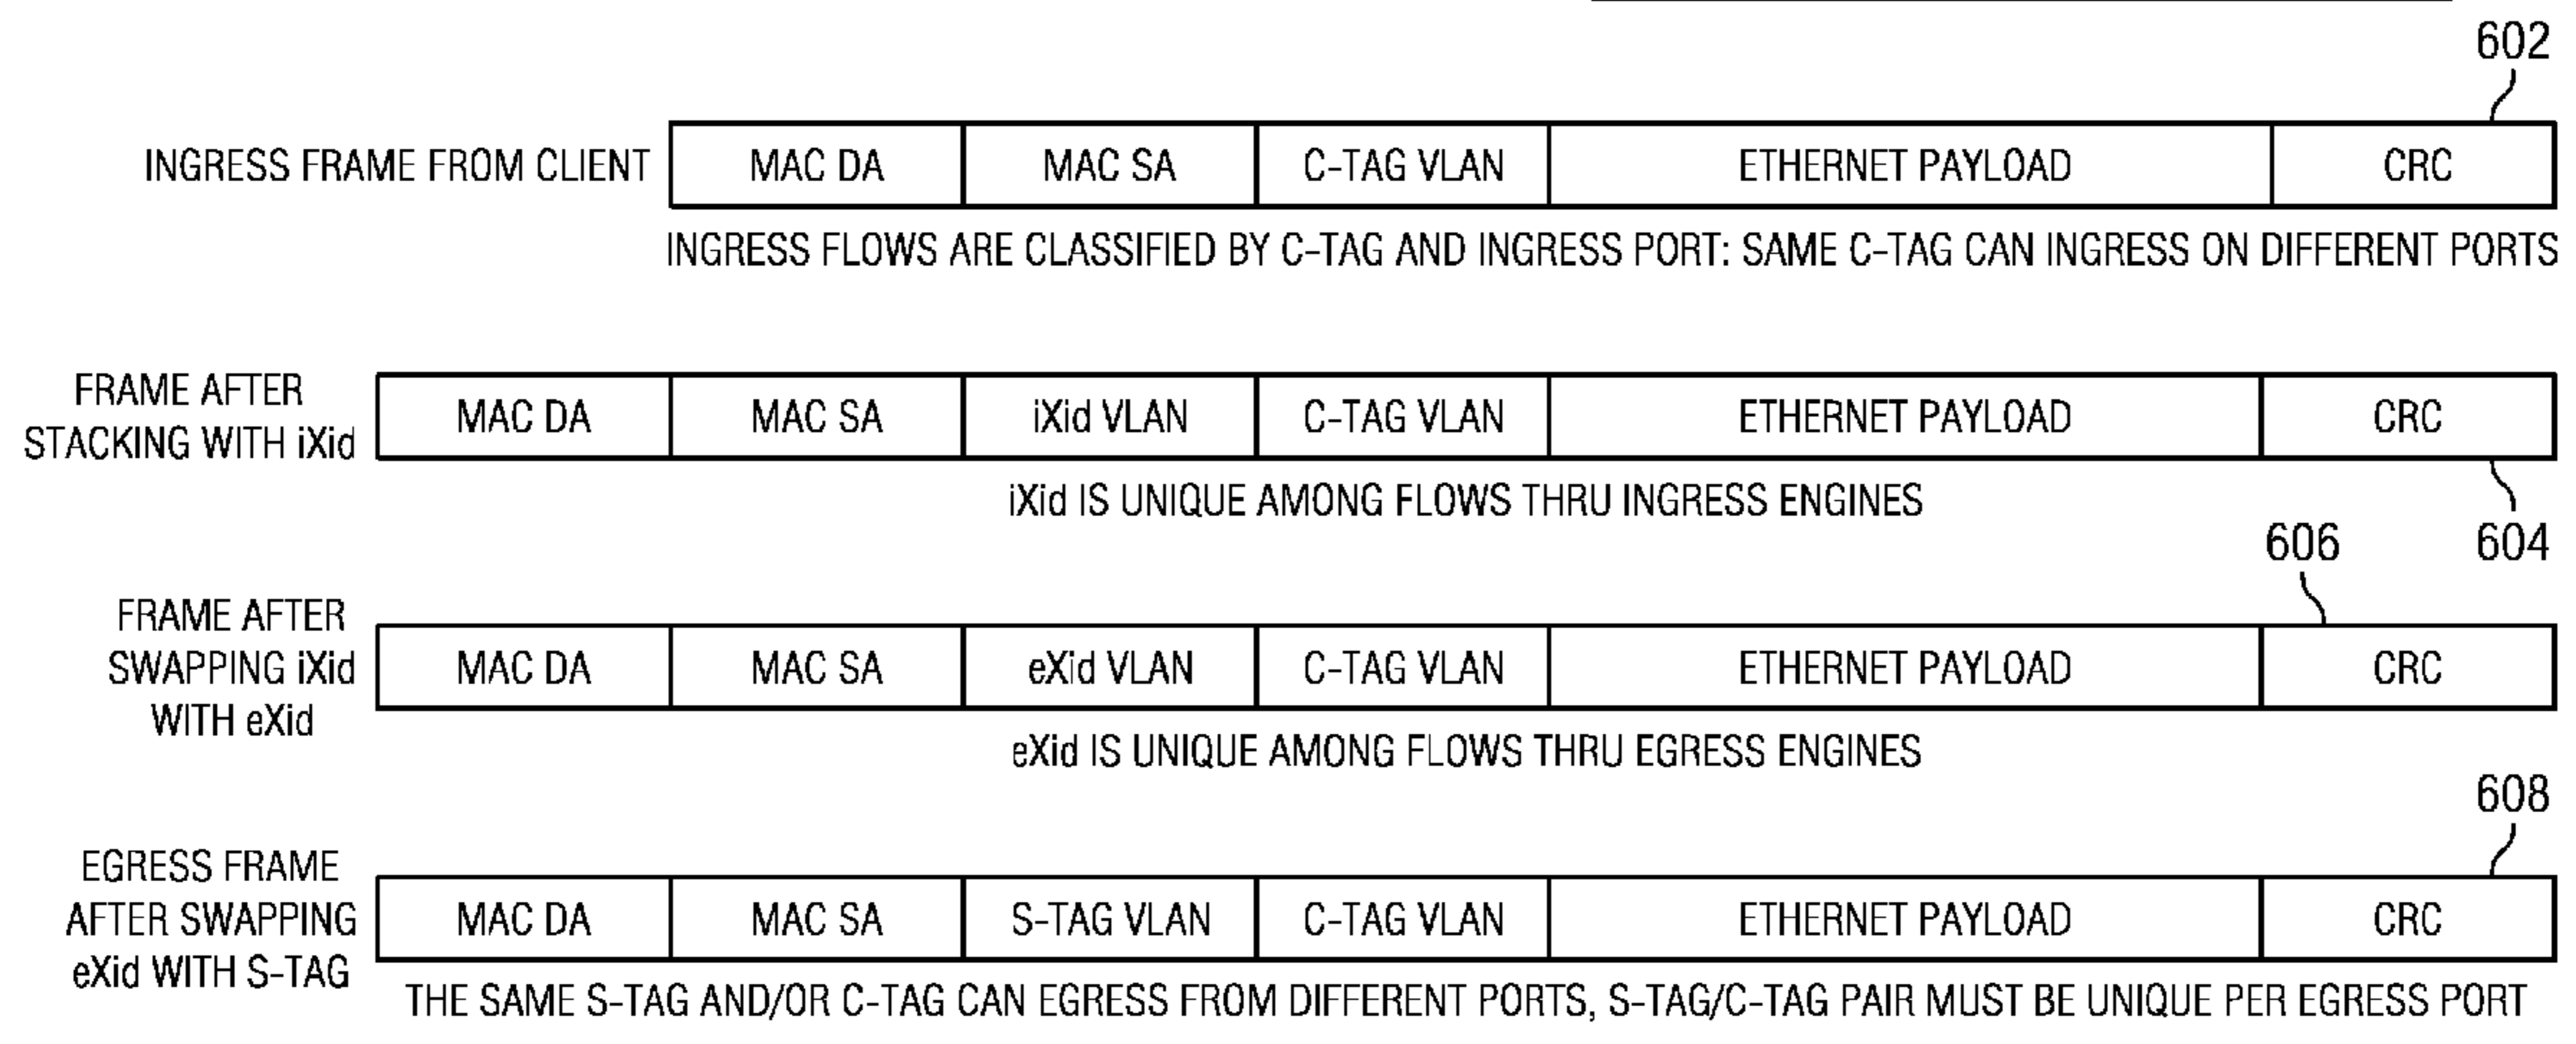 602
INGRESS FRAME FROM CLIENT MAC DA MAC SA C-TAG VLAN ETHERNET PAYLOAD CRC
INGRESS FLOWS ARE CLASSIFIED BY C-TAG AND INGRESS PORT: SAME C-TAG CAN INGRESS ON DIFFERENT PORTS
FRAME AFTER
STACKING WITH iXid
MAC DA MAC SA iXid VLAN C-TAG VLAN ETHERNET PAYLOAD CRC
iXid IS UNIQUE AMONG FLOWS THRU INGRESS ENGINES
606 604
FRAME AFTER
SWAPPING iXid
WITH eXid
MAC DA MAC SA eXid VLAN C-TAG VLAN ETHERNET PAYLOAD CRC
eXid IS UNIQUE AMONG FLOWS THRU EGRESS ENGINES
608
EGRESS FRAME
AFTER SWAPPING
eXid WITH S-TAG
MAC DA MAC SA S-TAG VLAN C-TAG VLAN ETHERNET PAYLOAD CRC
THE SAME S-TAG AND/OR C-TAG CAN EGRESS FROM DIFFERENT PORTS, S-TAG/C-TAG PAIR MUST BE UNIQUE PER EGRESS PORT